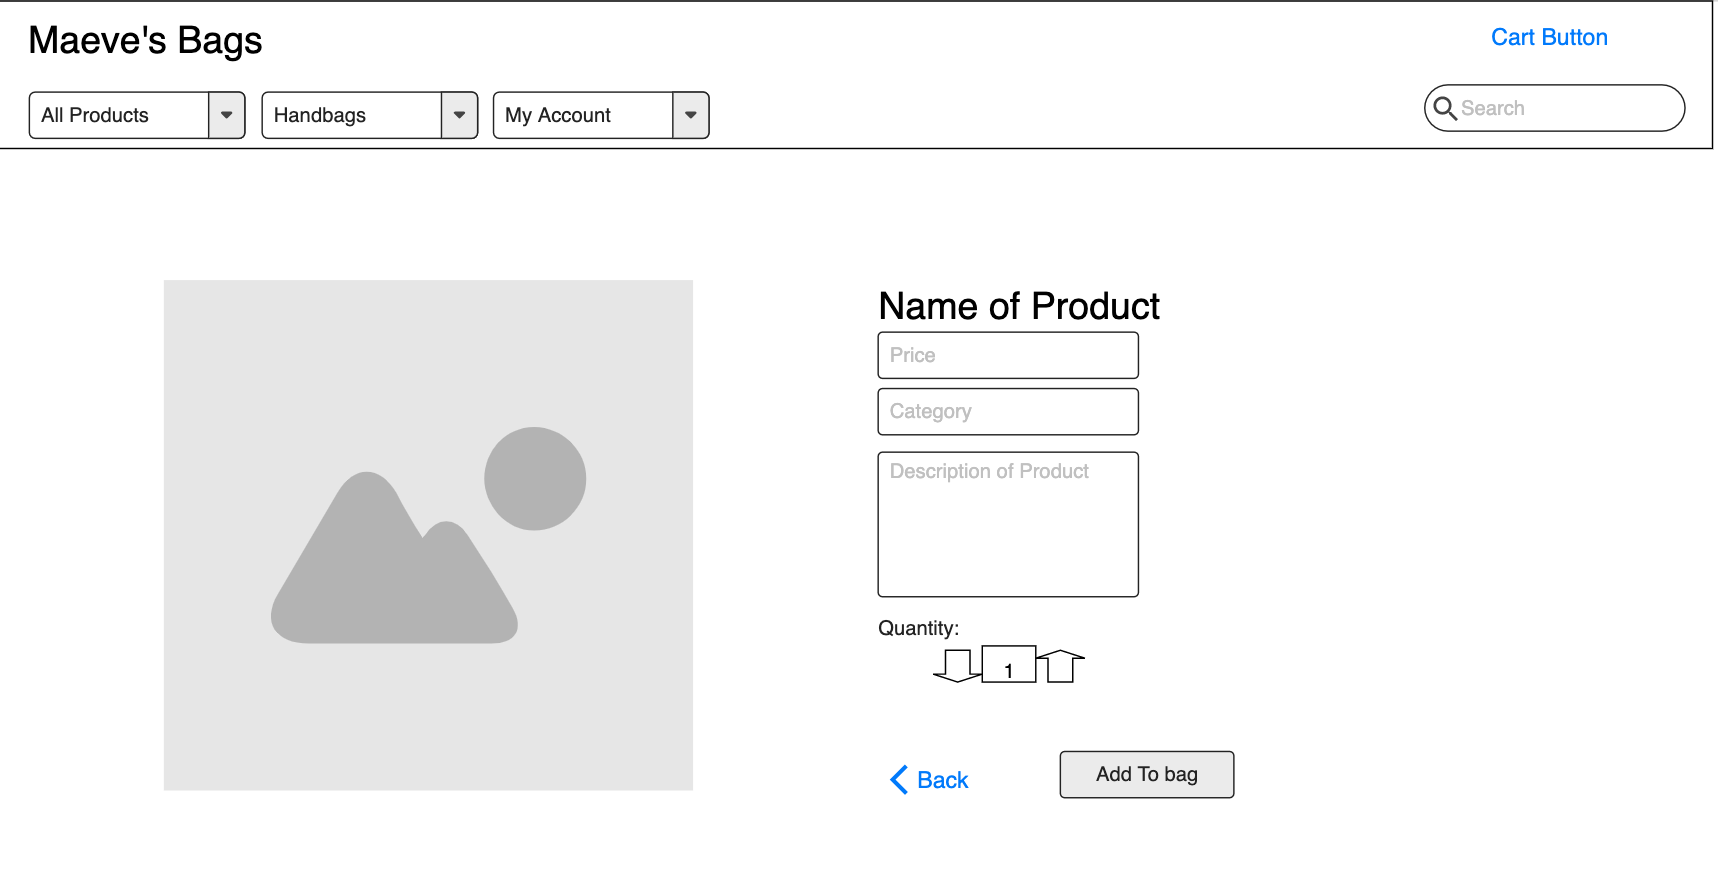 Maeve's Bags
Cart Button
All Products
Handbags
My Account
Search
Name of Product
Price
Category
Description of Product
Quantity:
1
Back
Add To bag